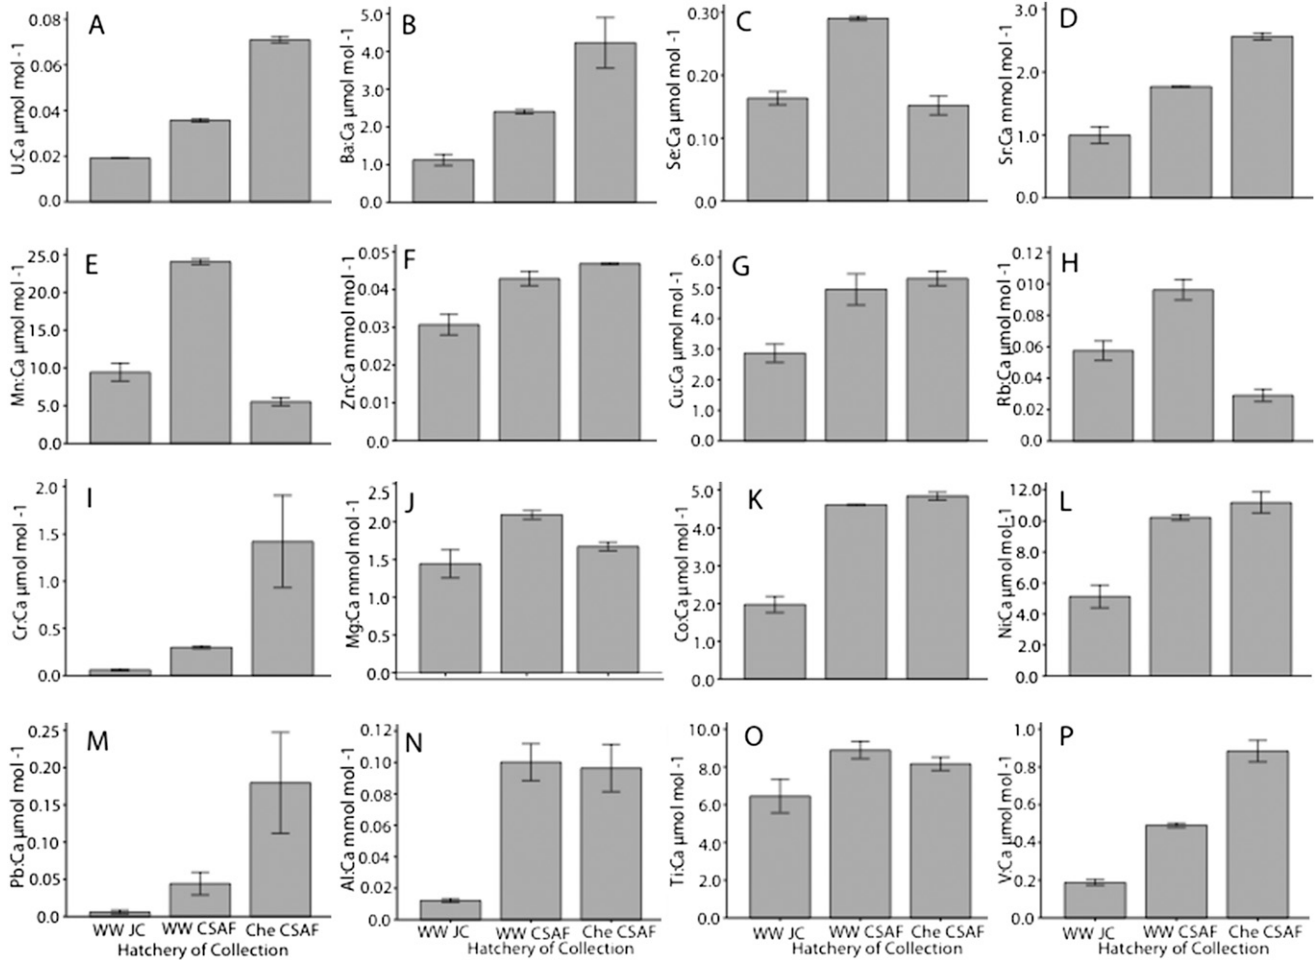 A
U:Ca µmol mol -1
0.08
0.06
0.04
0.02
0.0
B
Ba:Ca µmol mol -1
5.0
4.0
3.0
2.0
1.0
0.0
C
Se:Ca µmol mol -1
0.30
0.20
0.10
0.0
D
Sr:Ca mmol mol -1
3.0
2.0
1.0
0.0
E
Mn:Ca µmol mol -1
25.0
20.0
15.0
10.0
5.0
0.0
F
Zn:Ca mmol mol -1
0.05
0.04
0.03
0.02
0.01
0.0
G
Cu:Ca µmol mol -1
6.0
5.0
4.0
3.0
2.0
1.0
0.0
H
Rb:Ca µmol mol -1
0.12
010
0.08
0.06
0.04
0.02
0.0
I
Cr:Ca µmol mol -1
2.0
1.5
1.0
0.5
0.0
J
Mg:Ca mmol mol -1
2.5
2.0
1.5
1.0
0.5
0.0
K
Co:Ca µmol mol -1
5.0
4.0
3.0
2.0
1.0
0.0
L
Ni:Ca µmol mol -1
12.0
10.0
8.0
6.0
4.0
2.0
0.0
M
Pb:Ca µmol mol -1
0.25
0.20
0.15
0.10
0.05
0.0
WW JC WW CSAF Che CSAF
Hatchery of Collection
N
Al:Ca mmol mol -1
0.12
0.10
0.08
0.06
0.04
0.02
0.0
WW JC WW CSAF Che CSAF
Hatchery of Collection
O
Ti:Ca µmol mol -1
10.0
8.0
6.0
4.0
2.0
0.0
WW JC WW CSAF Che CSAF
Hatchery of Collection
P
V:Ca µmol mol -1
1.0
0.8
0.6
0.4
0.2
0.0
WW JC WW CSAF Che CSAF
Hatchery of Collection